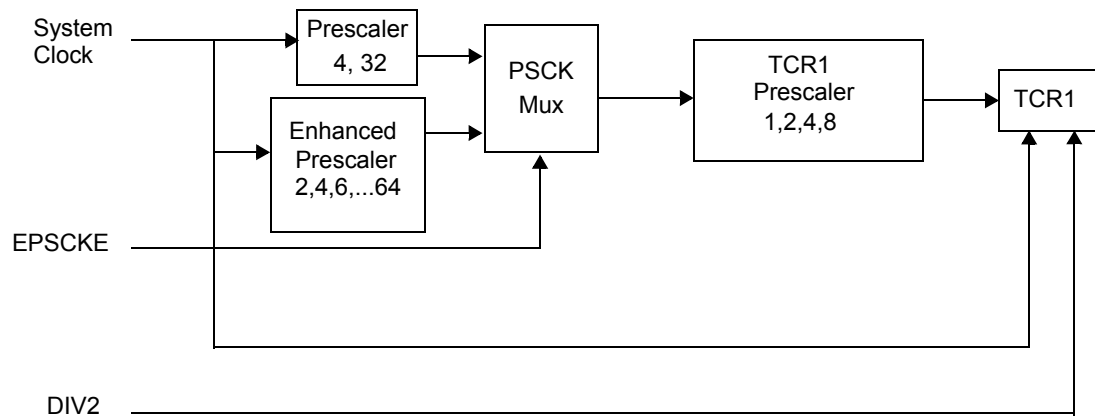 System
Clock
Prescaler
4, 32
PSCK
Mux
TCR1
Prescaler
1,2,4,8
TCR1
Enhanced
Prescaler
2,4,6,...64
EPSCKE
DIV2